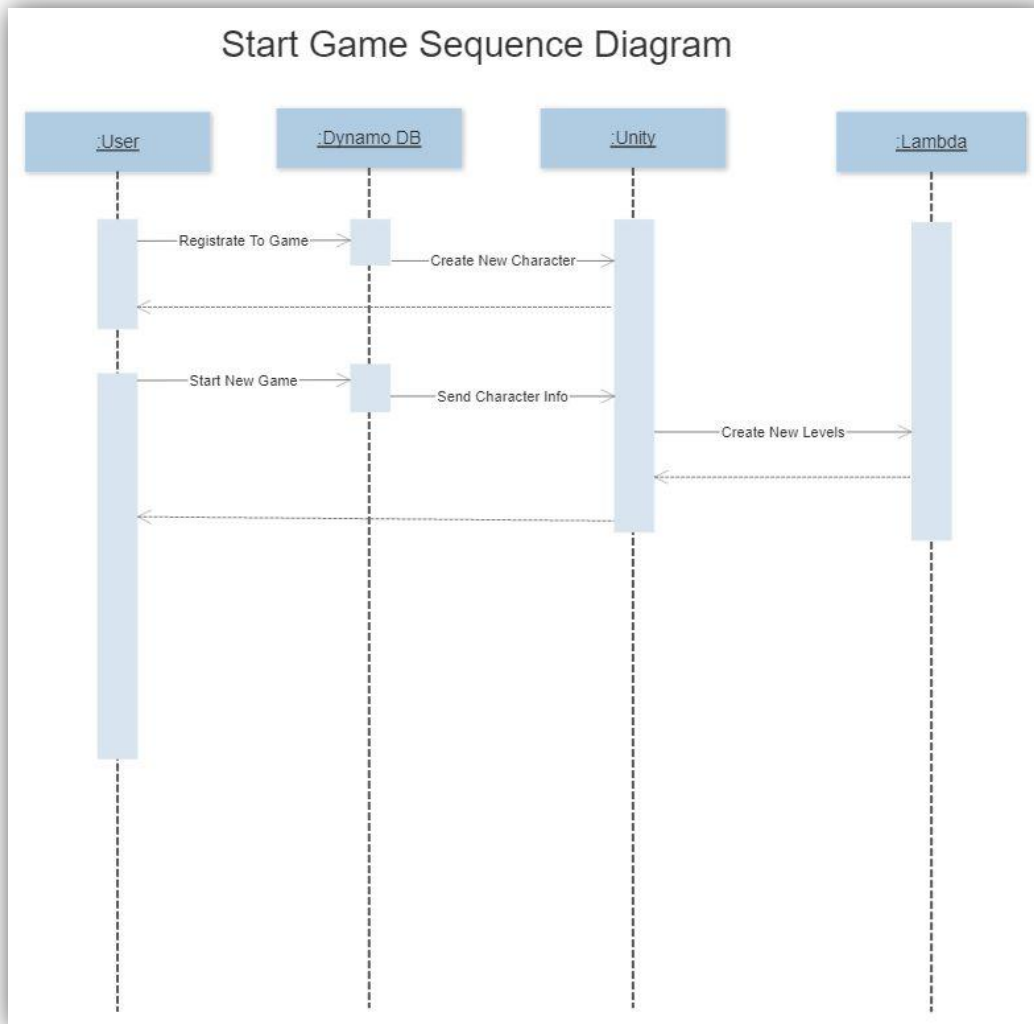 Start Game Sequence Diagram
:User
:Dynamo DB
:Unity
:Lambda
Registrate To Game
Create New Character
Start New Game
Send Character Info
Create New Levels